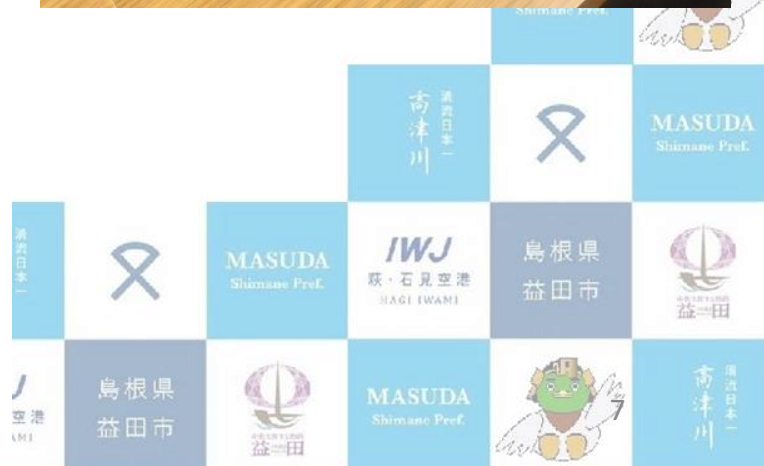 Shimane Pref.
清流日本一
高津川
MASUDA
Shimane Pref.
清流日本一
MASUDA
Shimane Pref.
IWJ
萩・石見空港
HAGI IWAMI
島根県
益田市
益田
J
空港
AMI
島根県
益田市
益田
MASUDA
Shimane Pref.
7
清流日本一
高津川